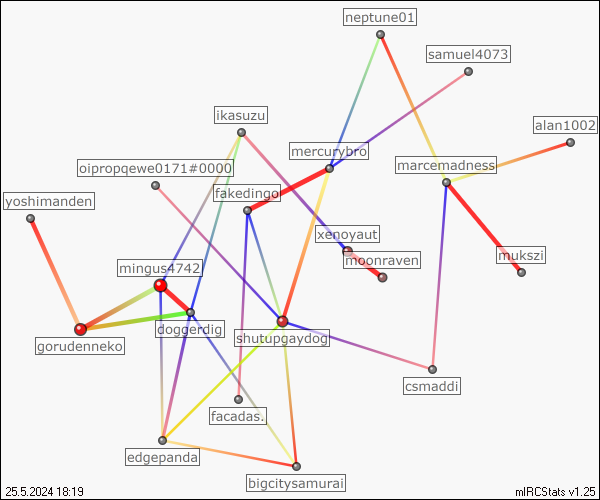 neptune01
samuel4073
ikasuzu
alan1002
mercurybro
marcemadness
oipropqewe0171#0000
fakedingo
yoshimanden
xenoyaut
moonraven
mukszi
mingus4742
doggerdig
shutupgaydog
gorudenneko
csmaddi
facadas.
edgepanda
bigcitysamurai
25.5.2024 18:19
mIRCStats v1.25